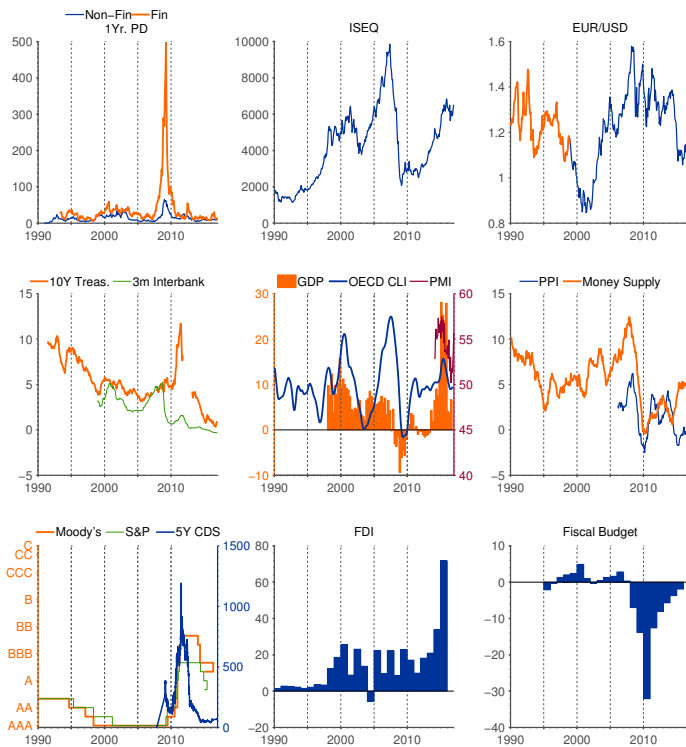 Non−Fin Fin
1Yr. PD
500
400
300
200
100
0
1990 2000 2010
ISEQ
10000
8000
6000
4000
2000
0
1990 2000 2010
EUR/USD
1.6
1.4
1.2
1
0.8
1990 2000 2010
10Y Treas. 3m Interbank
15
10
5
0
−5
1990 2000 2010
GDP OECD CLI PMI
30 60
20 55
10 50
0 45
−10 40
1990 2000 2010
PPI Money Supply
15
10
5
0
−5
1990 2000 2010
Moody's S&P 5Y CDS
C 1500
CC
CCC
B 1000
BB
BBB 500
A
AA
AAA 0
1990 2000 2010
FDI
80
60
40
20
0
−20
1990 2000 2010
Fiscal Budget
10
0
−10
−20
−30
−40
1990 2000 2010